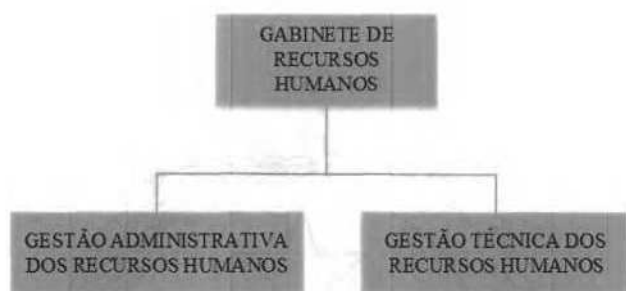 GABINETE DE
RECURSOS
HUMANOS
GESTÃO ADMINISTRATIVA
DOS RECURSOS HUMANOS
GESTÃO TÉCNICA DOS
RECURSOS HUMANOS